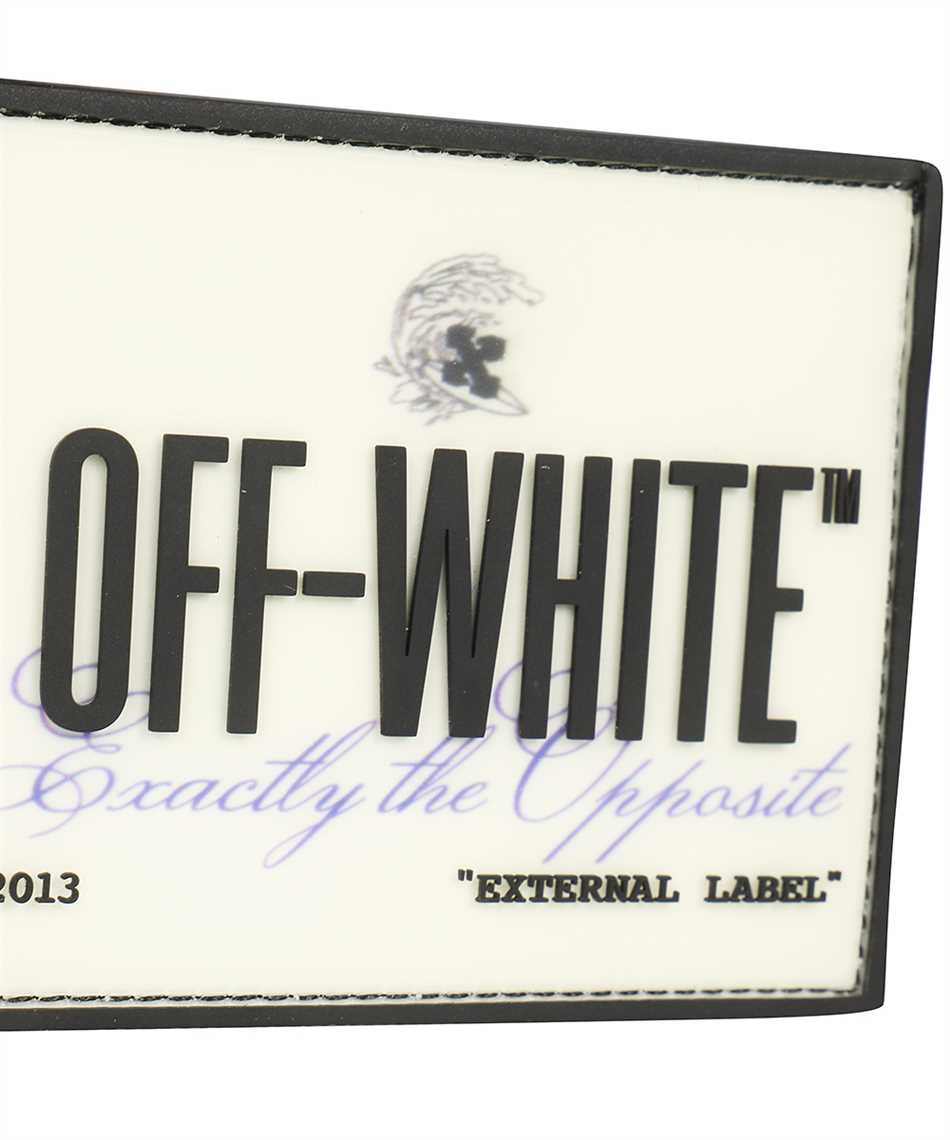 OFF-WHITE™
Exactly the Opposite
2013 "EXTERNAL LABEL"